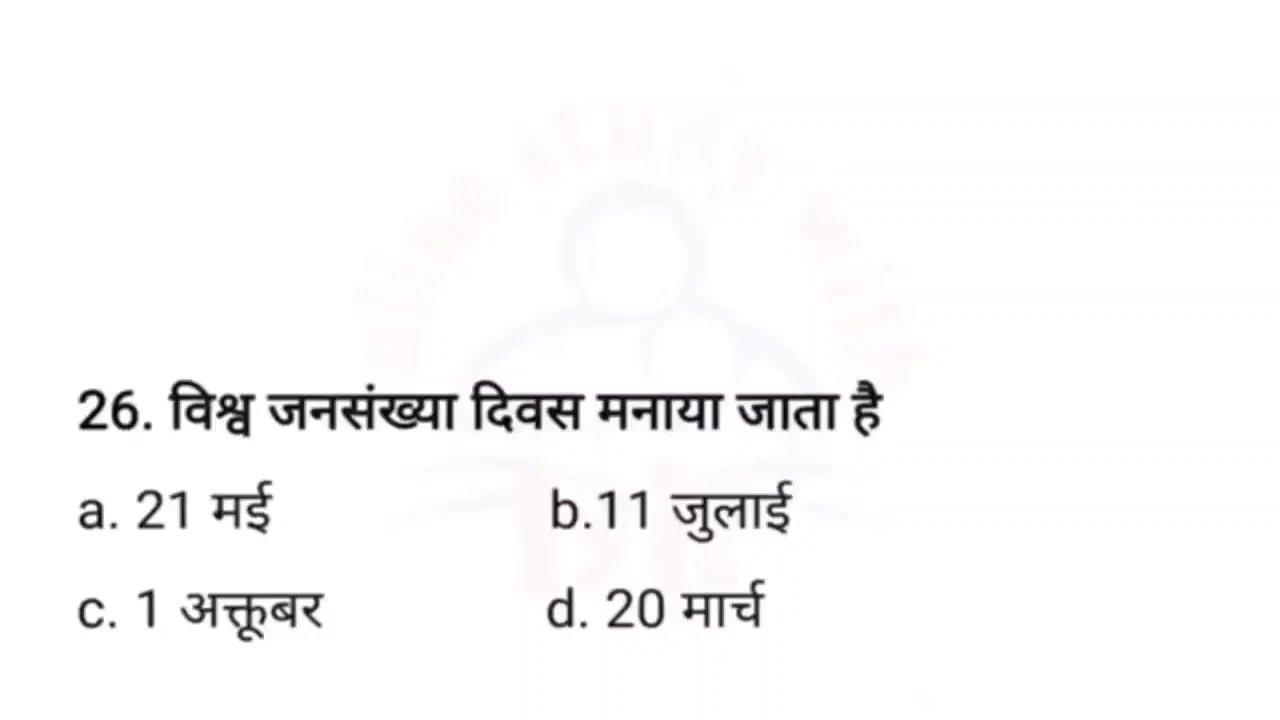 26. विश्व जनसंख्या दिवस मनाया जाता है
a. 21 मई b.11 जुलाई
c. 1 अक्तूबर d. 20 मार्च